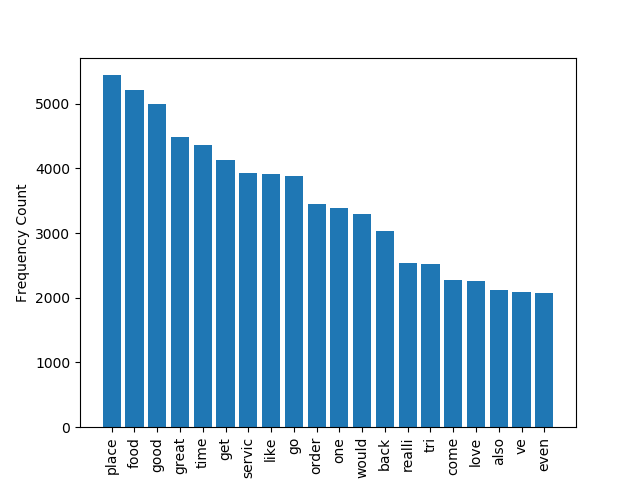 Frequency Count
5000
4000
3000
2000
1000
0
place
food
good
great
time
get
servic
like
go
order
one
would
back
realli
tri
come
love
also
ve
even